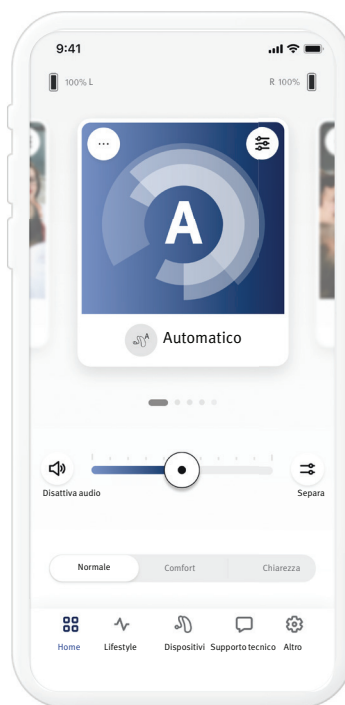 9:41
100% L
R 100%
A
A
Automatico
Disattiva audio
Separa
Normale
Comfort
Chiarezza
Home
Lifestyle
Dispositivi
Supporto tecnico
Altro